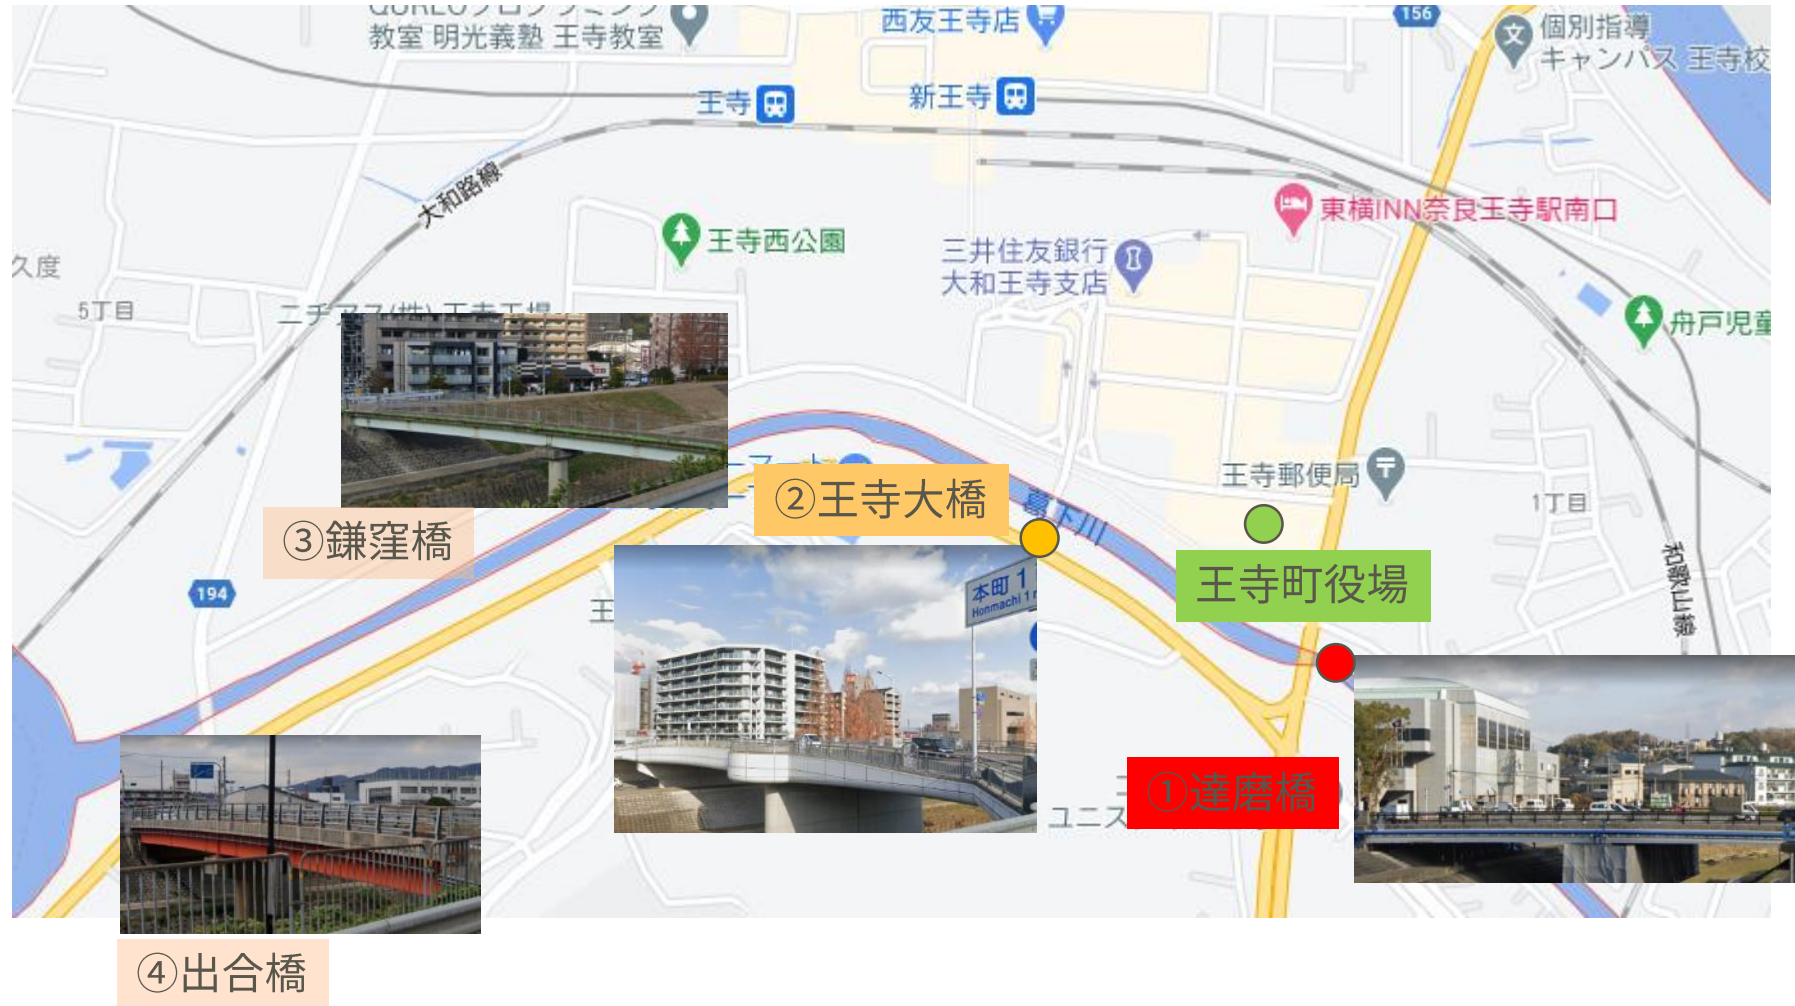 教室 明光義塾 王寺教室
西友王寺店
156
個別指導
キャンパス 王寺校
王寺
新王寺
大和路線
東横INN奈良王寺駅南口
王寺西公園
三井住友銀行
大和王寺支店
久度
5丁目
舟戸児童
王寺郵便局
②王寺大橋
葛下川
1丁目
③鎌窪橋
王寺町役場
和歌山線
194
本町 1
Honmachi 1
ユニス
①達磨橋
④出合橋